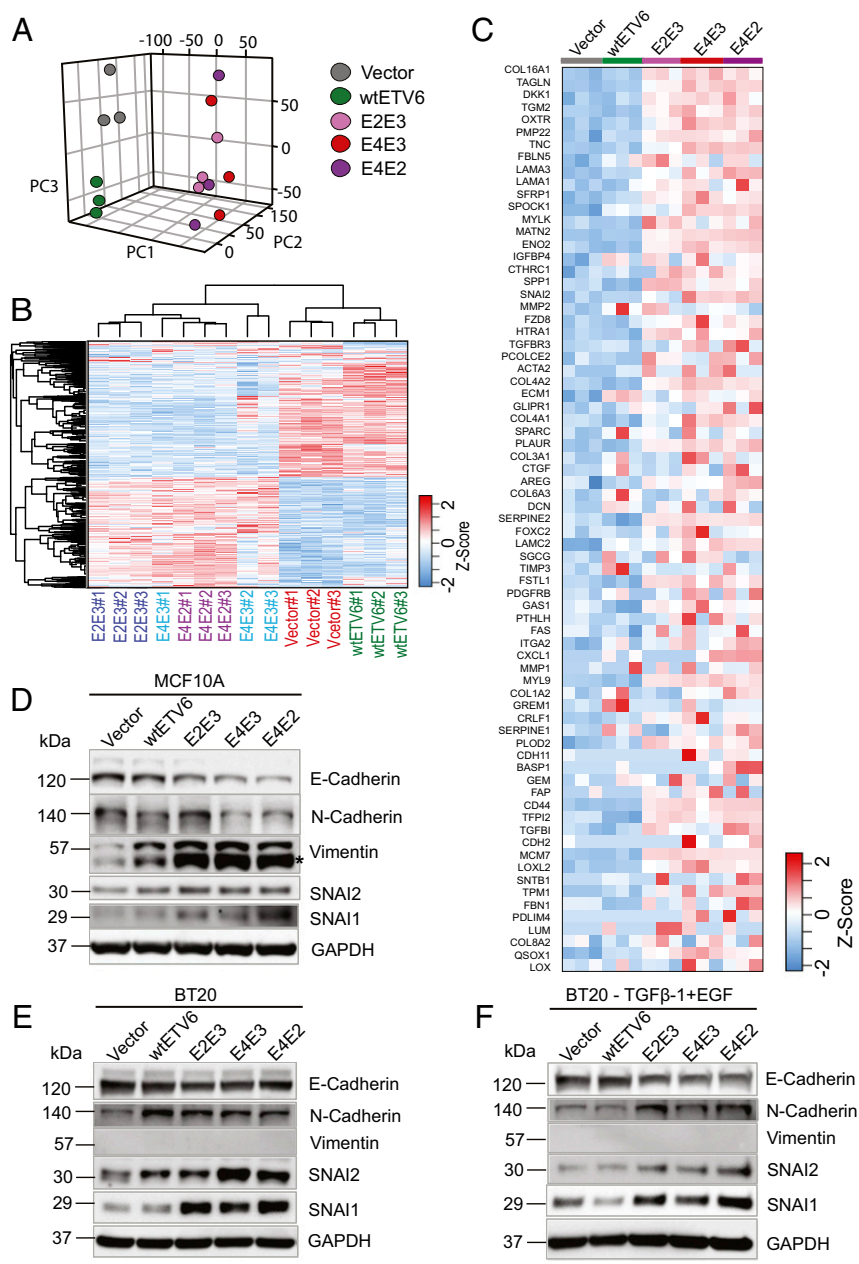 A
-100 -50 0 50
50
0
-50
PC3
PC1
0
50
150
PC2
Vector
wtETV6
E2E3
E4E3
E4E2
B
2
0
-2
Z-Score
E2E3#1
E2E3#2
E2E3#3
E4E3#1
E4E2#1
E4E2#2
E4E2#3
E4E3#2
E4E3#3
Vector#1
Vector#2
Vcetor#3
wtETV6#1
wtETV6#2
wtETV6#3
C
Vector
wtETV6
E2E3
E4E3
E4E2
COL16A1
TAGLN
DKK1
TGM2
OXTR
PMP22
TNC
FBLN5
LAMA3
LAMA1
SFRP1
SPOCK1
MYLK
MATN2
ENO2
IGFBP4
CTHRC1
SPP1
SNAI2
MMP2
FZD8
HTRA1
TGFBR3
PCOLCE2
ACTA2
COL4A2
ECM1
GLIPR1
COL4A1
SPARC
PLAUR
COL3A1
CTGF
AREG
COL6A3
DCN
SERPINE2
FOXC2
LAMC2
SGCG
TIMP3
FSTL1
PDGFRB
GAS1
PTHLH
FAS
ITGA2
CXCL1
MMP1
MYL9
COL1A2
GREM1
CRLF1
SERPINE1
PLOD2
CDH11
BASP1
GEM
FAP
CD44
TFPI2
TGFBI
CDH2
MCM7
LOXL2
SNTB1
TPM1
FBN1
PDLIM4
LUM
COL8A2
QSOX1
LOX
2
0
-2
Z-Score
D
MCF10A
kDa
Vector
wtETV6
E2E3
E4E3
E4E2
120 E-Cadherin
140 N-Cadherin
57 Vimentin
*
30 SNAI2
29 SNAI1
37 GAPDH
E
BT20
kDa
Vector
wtETV6
E2E3
E4E3
E4E2
120 E-Cadherin
140 N-Cadherin
57 Vimentin
30 SNAI2
29 SNAI1
37 GAPDH
F
BT20 - TGFβ-1+EGF
kDa
Vector
wtETV6
E2E3
E4E3
E4E2
120 E-Cadherin
140 N-Cadherin
57 Vimentin
30 SNAI2
29 SNAI1
37 GAPDH